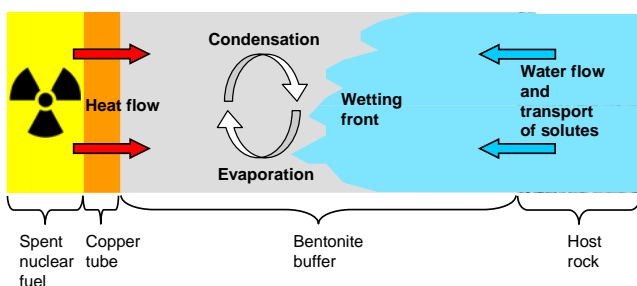 Condensation
Heat flow
Wetting
front
Water flow
and
transport
of solutes
Evaporation
Spent
nuclear
fuel
Copper
tube
Bentonite
buffer
Host
rock